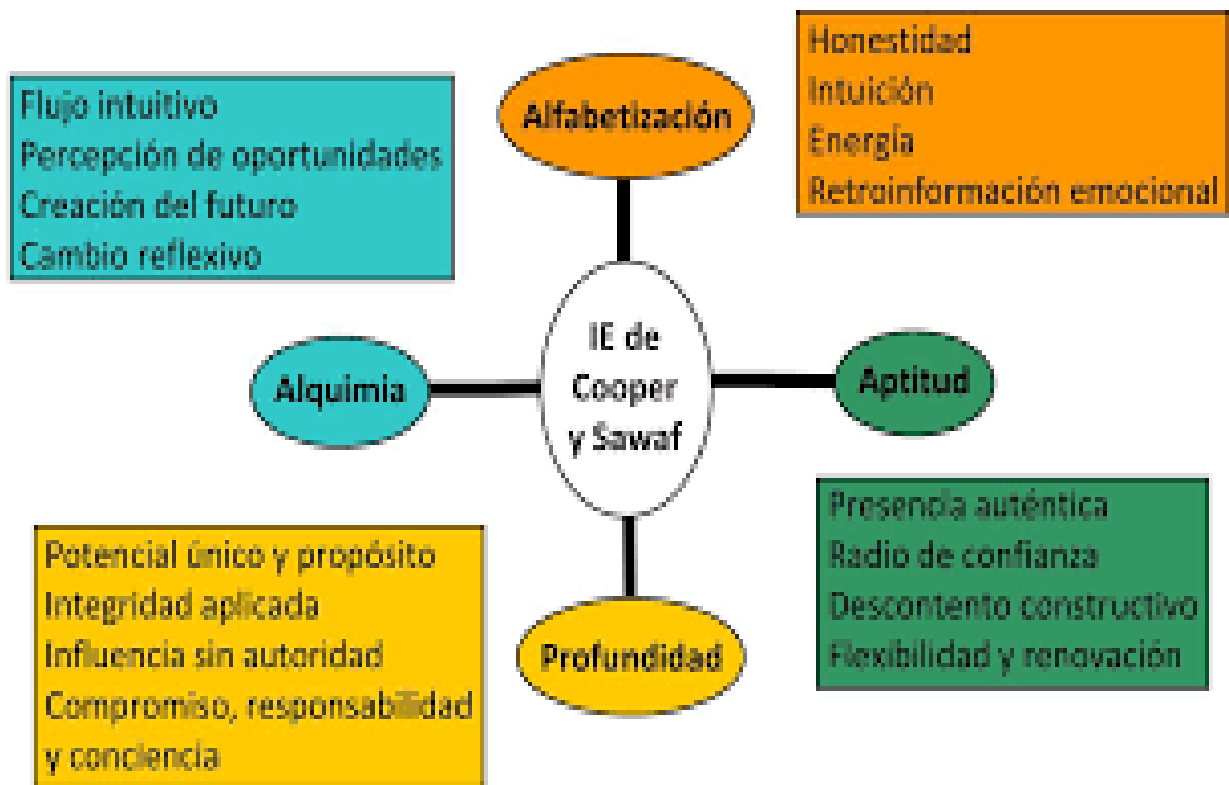 Alfabetización
Honestidad
Intuición
Energía
Retroinformación emocional
Flujo intuitivo
Percepción de oportunidades
Creación del futuro
Cambio reflexivo
IE de
Cooper
y Sawaf
Alquimia
Aptitud
Presencia auténtica
Radio de confianza
Descontento constructivo
Flexibilidad y renovación
Potencial único y propósito
Integridad aplicada
Influencia sin autoridad
Compromiso, responsabilidad
y conciencia
Profundidad